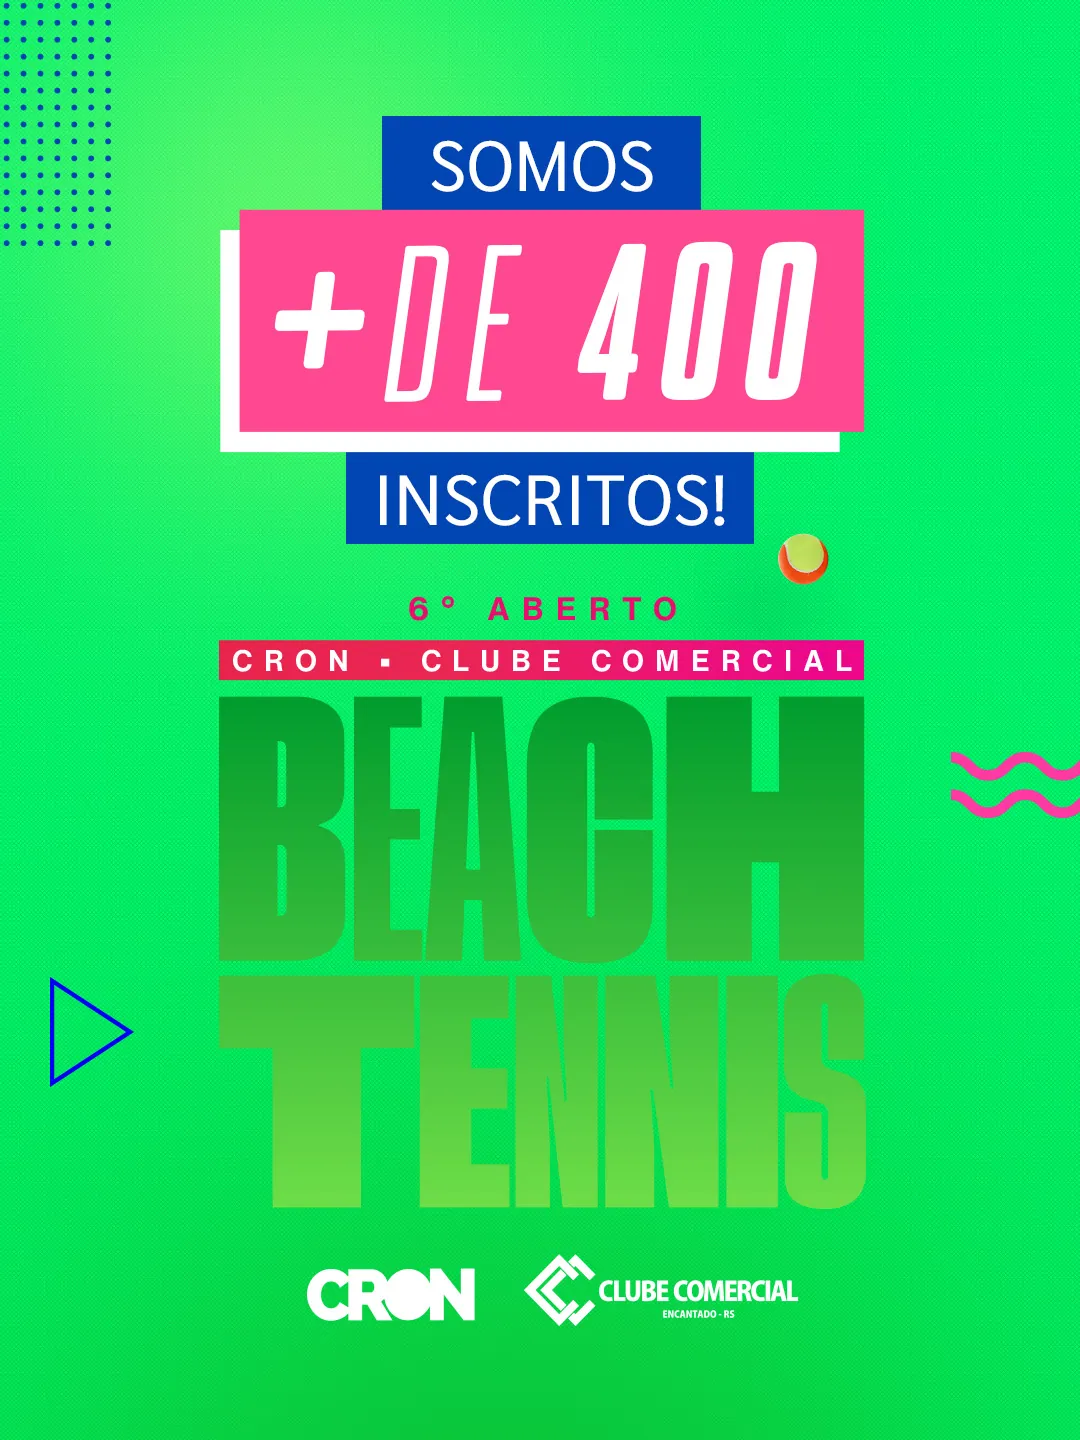 SOMOS
+ DE 400
INSCRITOS!
6° ABERTO
CRON ▪ CLUBE COMERCIAL
BEACH
TENNIS
CRON
CLUBE COMERCIAL
ENCANTADO - RS